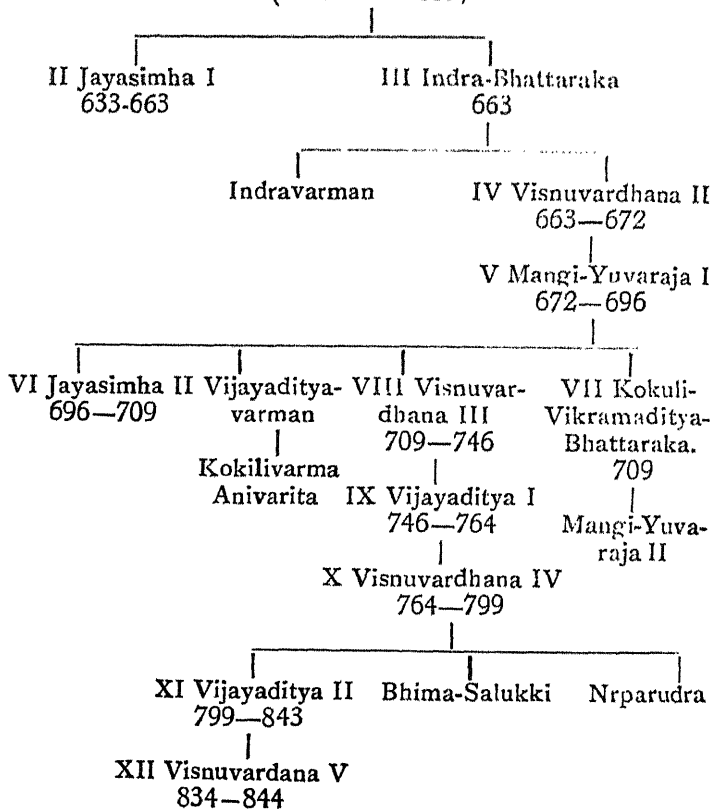 II Jayasimha I III Indra-Bhattaraka
633-663 663
Indravarman IV Visnuvardhana II
663—672
V Mangi-Yuvaraja I
672—696
VI Jayasimha II Vijayaditya- VIII Visnuvar- VII Kokuli-
696—709 varman dhana III Vikramaditya-
709—746 Bhattaraka.
Kokilivarma 709
Anivarita IX Vijayaditya I
746—764 Mangi-Yuva-
raja II
X Visnuvardhana IV
764—799
XI Vijayaditya II Bhima-Salukki Nrparudra
799—843
XII Visnuvardana V
834—844